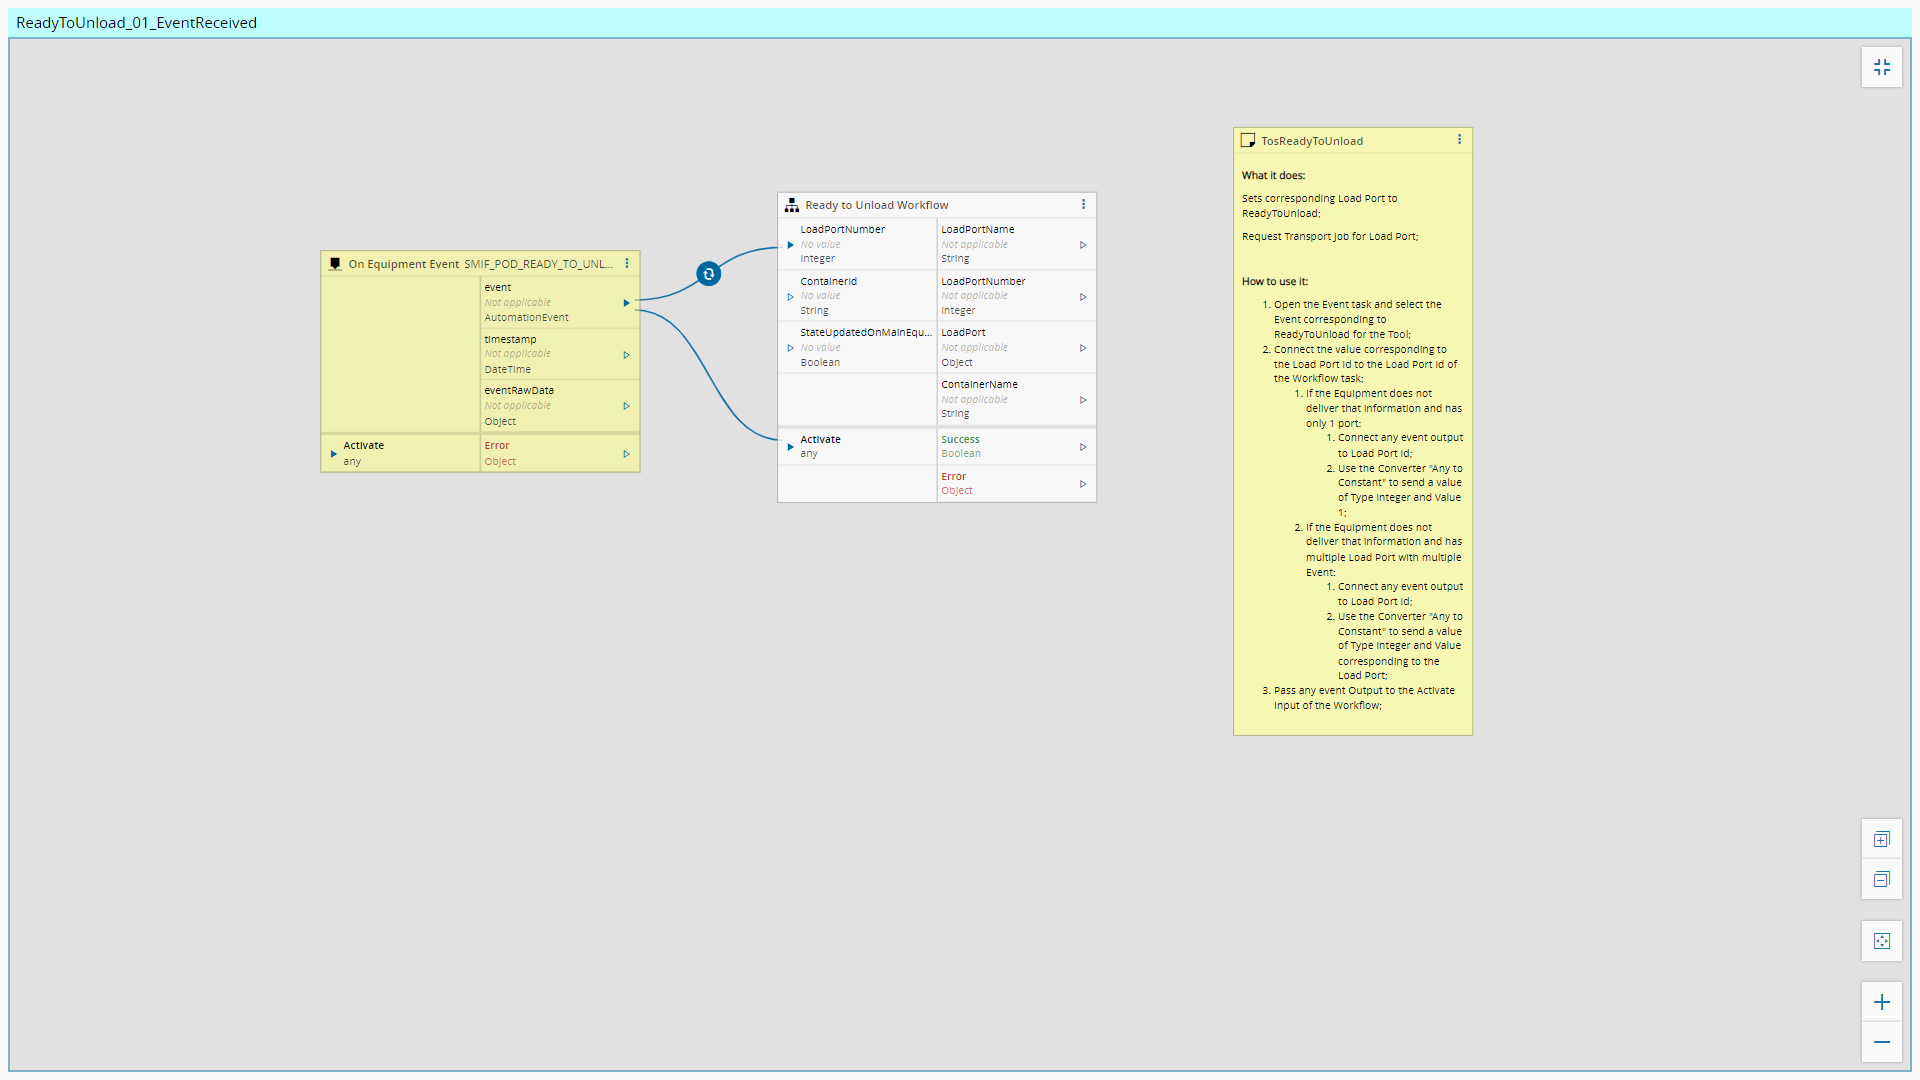 ReadyToUnload_01_EventReceived
On Equipment Event SMIF_POD_READY_TO_UNL...
event
Not applicable
AutomationEvent
timestamp
Not applicable
DateTime
eventRawData
Not applicable
Object
Activate
any
Error
Object
Ready to Unload Workflow
LoadPortNumber
No value
Integer
LoadPortName
Not applicable
String
ContainerId
No value
String
LoadPortNumber
Not applicable
Integer
StateUpdatedOnMainEqu...
No value
Boolean
LoadPort
Not applicable
Object
ContainerName
Not applicable
String
Activate
any
Success
Boolean
Error
Object
TosReadyToUnload
What it does:
Sets corresponding Load Port to
ReadyToUnload;
Request Transport Job for Load Port;
How to use it:
1. Open the Event task and select the
Event corresponding to
ReadyToUnload for the Tool;
2. Connect the value corresponding to
the Load Port Id to the Load Port Id of
the Workflow task;
1. If the Equipment does not
deliver that Information and has
only 1 port:
1. Connect any event output
to Load Port Id;
2. Use the Converter "Any to
Constant" to send a value
of Type Integer and Value
1;
2. If the Equipment does not
deliver that Information and has
multiple Load Port with multiple
Event:
1. Connect any event output
to Load Port Id;
2. Use the Converter "Any to
Constant" to send a value
of Type Integer and Value
corresponding to the
Load Port;
3. Pass any event Output to the Activate
Input of the Workflow;